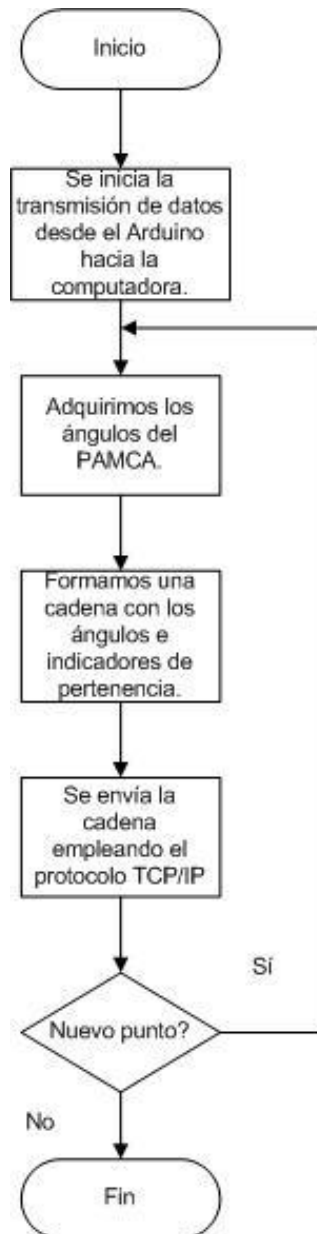 Inicio
Se inicia la
transmisión de datos
desde el Arduino
hacia la
computadora.
Adquirimos los
ángulos del
PAMCA.
Formamos una
cadena con los
ángulos e
indicadores de
pertenencia.
Se envía la
cadena
empleando el
protocolo TCP/IP
Sí
Nuevo punto?
No
Fin